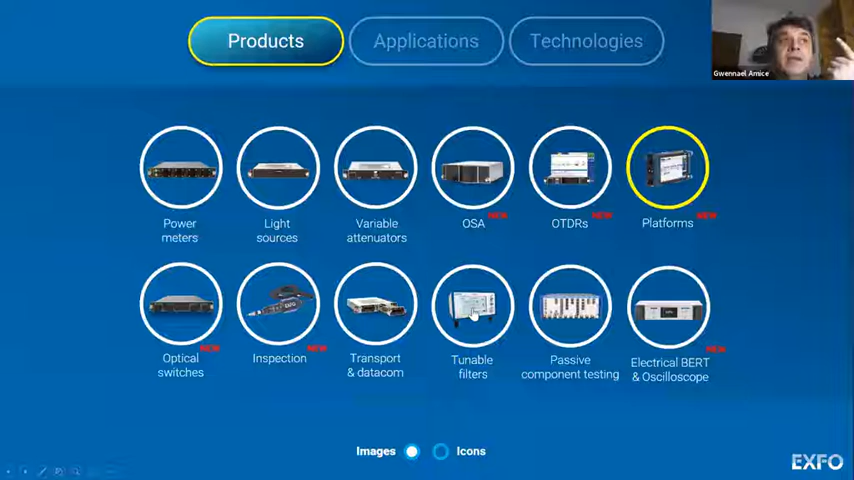 Products
Applications
Technologies
Gwennael Amice
Power
meters
Light
sources
Variable
attenuators
OSA
NEW
OTDRs
NEW
Platforms
NEW
Optical
switches
NEW
Inspection
NEW
Transport
& datacom
Tunable
filters
Passive
component testing
Electrical BERT
& Oscilloscope
NEW
Images
Icons
EXFO